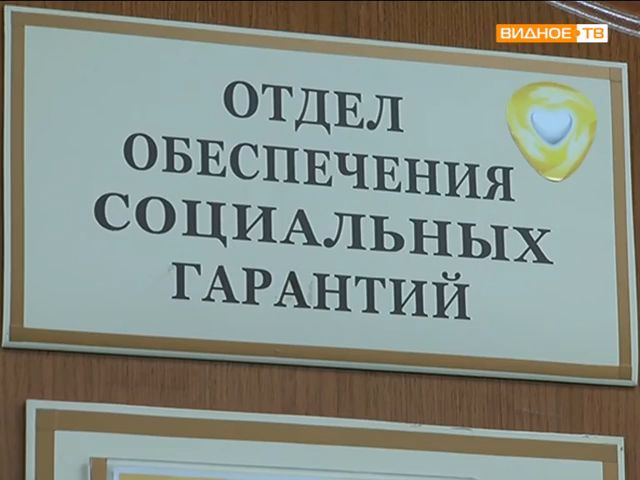 ВИДНОЕ ТВ
ОТДЕЛ
ОБЕСПЕЧЕНИЯ
СОЦИАЛЬНЫХ
ГАРАНТИЙ